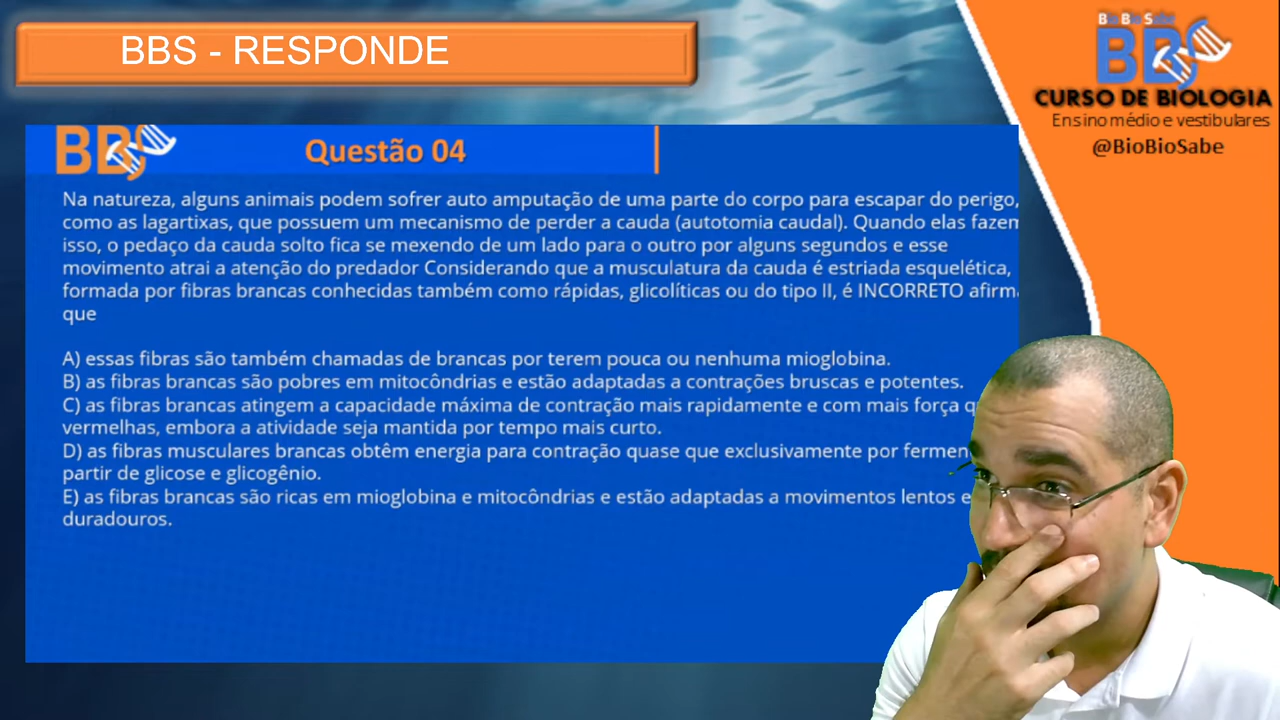 BBS - RESPONDE
Bio Bio Sabe
BBS
CURSO DE BIOLOGIA
Ensino médio e vestibulares
@BioBioSabe
BBS
Questão 04
Na natureza, alguns animais podem sofrer auto amputação de uma parte do corpo para escapar do perigo,
como as lagartixas, que possuem um mecanismo de perder a cauda (autotomia caudal). Quando elas fazem
isso, o pedaço da cauda solto fica se mexendo de um lado para o outro por alguns segundos e esse
movimento atrai a atenção do predador Considerando que a musculatura da cauda é estriada esquelética,
formada por fibras brancas conhecidas também como rápidas, glicolíticas ou do tipo II, é INCORRETO
que
A) essas fibras são também chamadas de brancas por terem pouca ou nenhuma mioglobina.
B) as fibras brancas são pobres em mitocôndrias e estão adaptadas a contrações bruscas e potentes.
C) as fibras brancas atingem a capacidade máxima de contração mais rapidamente e com mais força
vermelhas, embora a atividade seja mantida por tempo mais curto.
D) as fibras musculares brancas obtêm energia para contração quase que exclusivamente por
partir de glicose e glicogênio.
E) as fibras brancas são ricas em mioglobina e mitocôndrias e estão adaptadas a movimentos lentos e
duradouros.